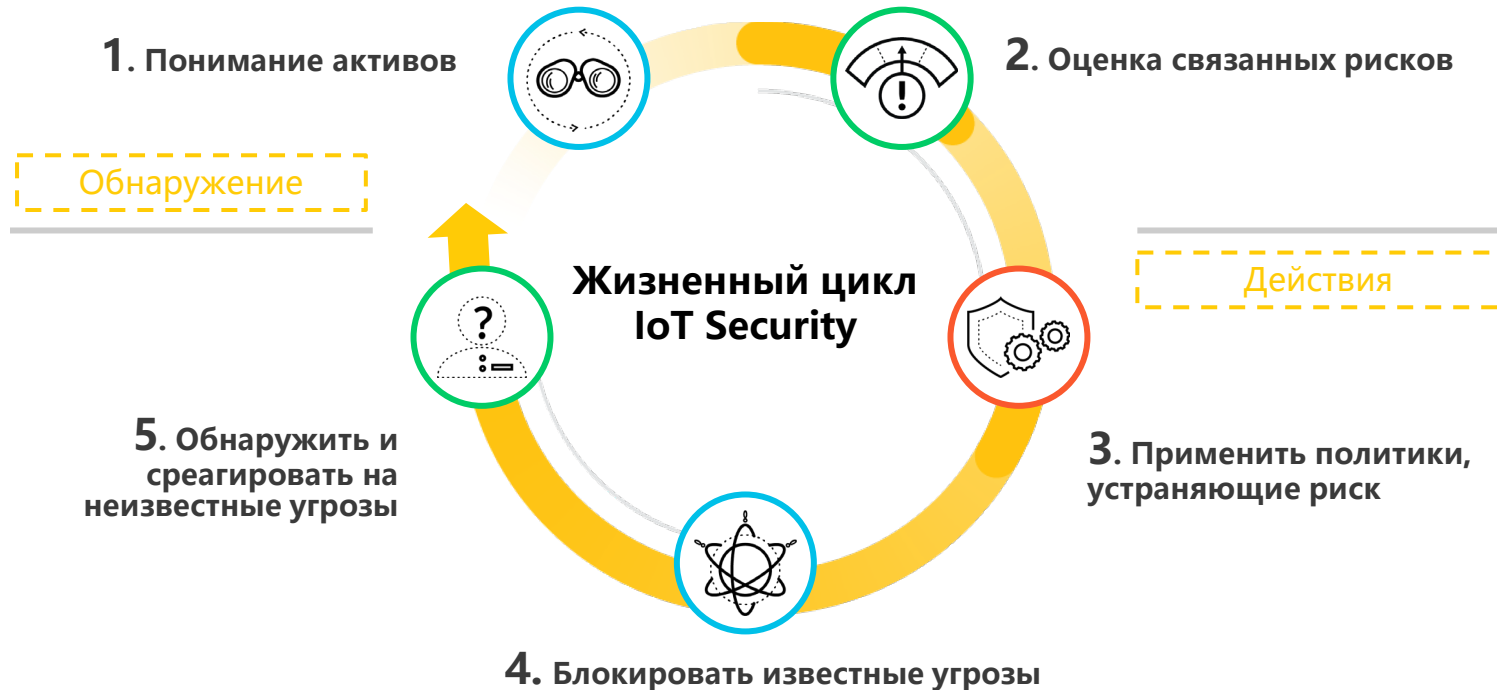 1. Понимание активов
2. Оценка связанных рисков
Обнаружение
Жизненный цикл
IoT Security
Действия
?
!
3. Применить политики,
устраняющие риск
5. Обнаружить и
среагировать на
неизвестные угрозы
4. Блокировать известные угрозы